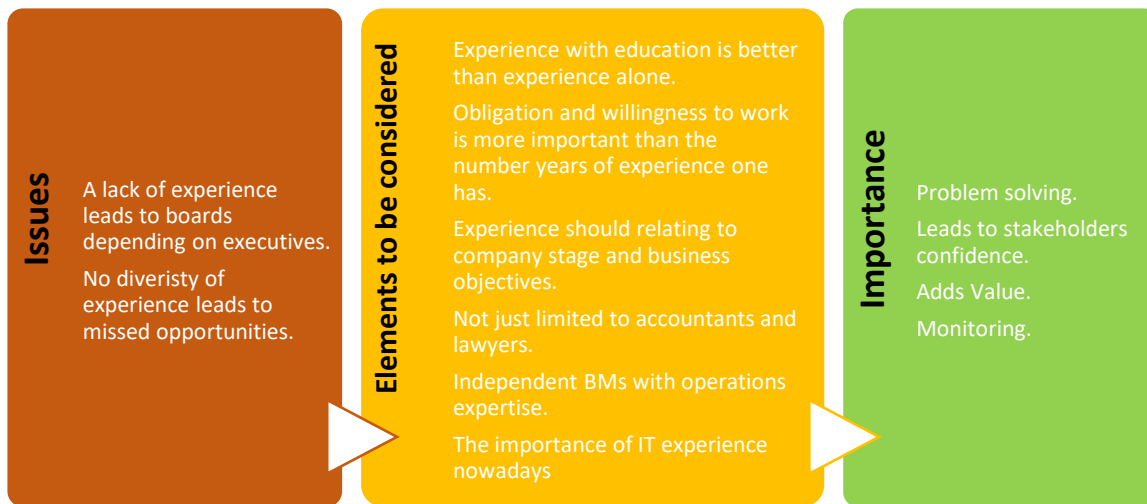 Issues
A lack of experience
leads to boards
depending on executives.
No diveristy of
experience leads to
missed opportunities.
Elements to be considered
Experience with education is better
than experience alone.
Obligation and willingness to work
is more important than the
number years of experience one
has.
Experience should relating to
company stage and business
objectives.
Not just limited to accountants and
lawyers.
Independent BMs with operations
expertise.
The importance of IT experience
nowadays
Importance
Problem solving.
Leads to stakeholders
confidence.
Adds Value.
Monitoring.